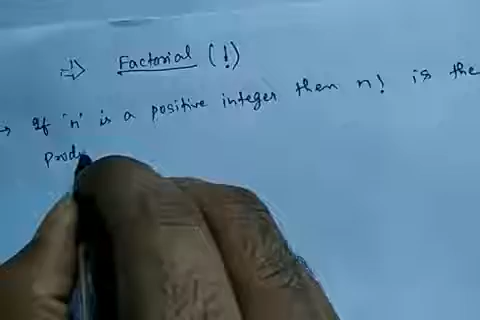 ⇒ Factorial (!)
→ If 'n' is a positive integer then n! is the
Prod